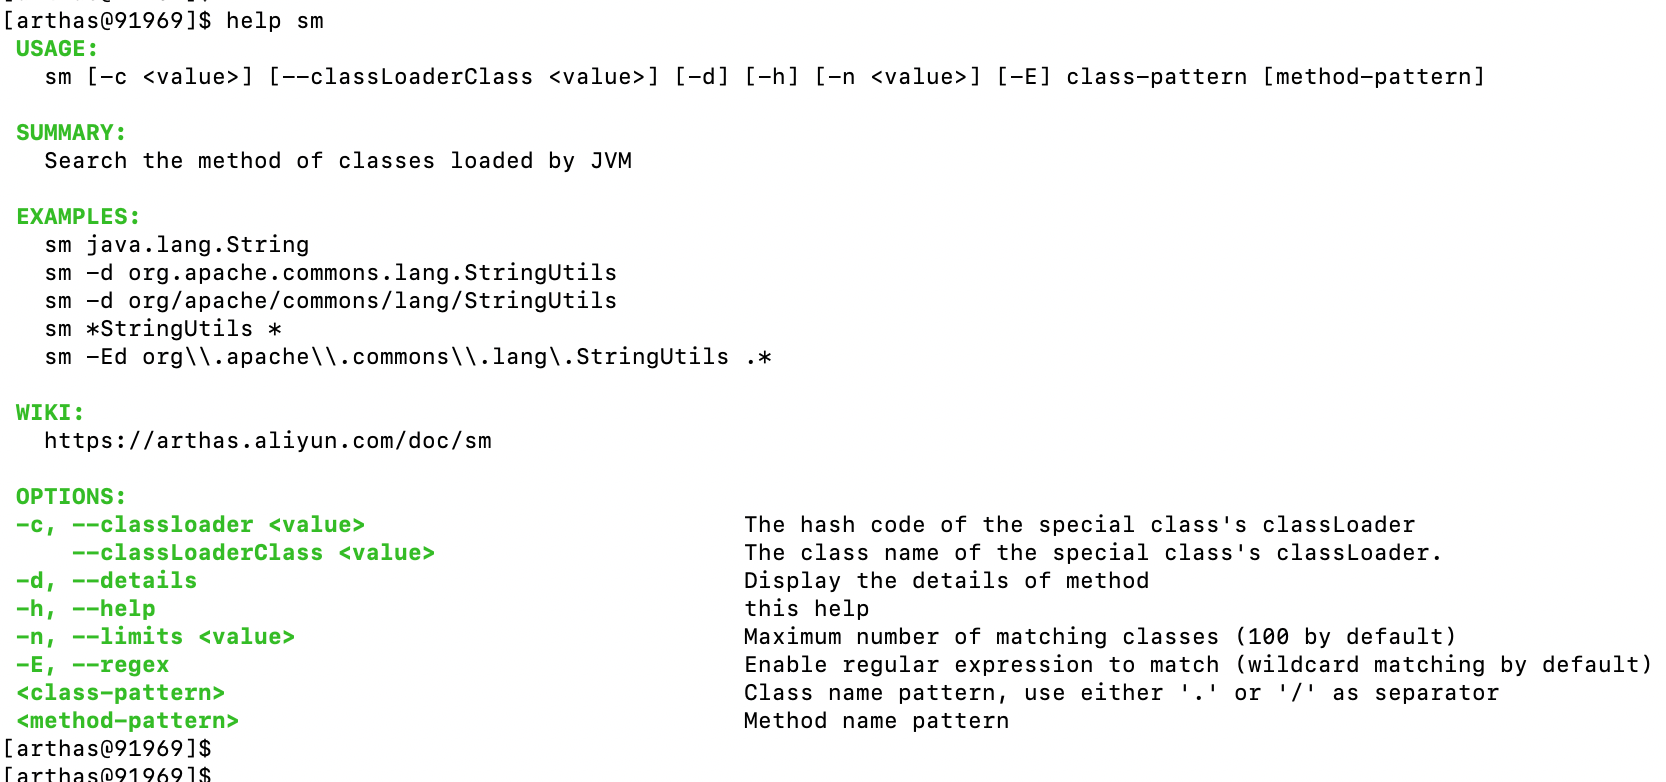 [arthas@91969]$ help sm
USAGE:
sm [-c <value>] [--classLoaderClass <value>] [-d] [-h] [-n <value>] [-E] class-pattern [method-pattern]
SUMMARY:
Search the method of classes loaded by JVM
EXAMPLES:
sm java.lang.String
sm -d org.apache.commons.lang.StringUtils
sm -d org/apache/commons/lang/StringUtils
sm *StringUtils *
sm -Ed org\\.apache\\.commons\\.lang\.StringUtils .*
WIKI:
https://arthas.aliyun.com/doc/sm
OPTIONS:
-c, --classloader <value> The hash code of the special class's classLoader
--classLoaderClass <value> The class name of the special class's classLoader.
-d, --details Display the details of method
-h, --help this help
-n, --limits <value> Maximum number of matching classes (100 by default)
-E, --regex Enable regular expression to match (wildcard matching by default)
<class-pattern> Class name pattern, use either '.' or '/' as separator
<method-pattern> Method name pattern
[arthas@91969]$
[arthas@91969]$